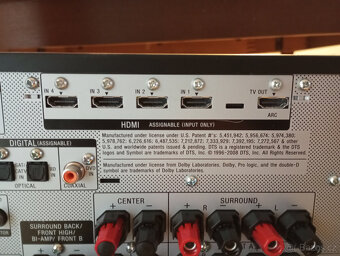 IN 4 IN 3 IN 2 IN 1 TV OUT
ARC
HDMI ASSIGNABLE (INPUT ONLY)
Manufactured under license under U.S. Patent #'s: 5,451,942; 5,956,674; 5,974,380;
5,978,762; 6,226,616; 6,487,535; 7,212,872; 7,333,929; 7,392,195; 7,272,567 & other
U.S. and worldwide patents issued & pending. DTS is a registered trademark & the DTS
logos and Symbol are trademarks of DTS, Inc. © 1996-2008 DTS, Inc. All Rights Reserved.
Manufactured under license from Dolby Laboratories. Dolby, Pro Logic, and the double-D
symbol are trademarks of Dolby Laboratories.
DIGITAL (ASSIGNABLE)
OPTICAL COAXIAL
CENTER SURROUND
+ − + R − − L +
SURROUND BACK/
FRONT HIGH/
BI-AMP/ FRONT B